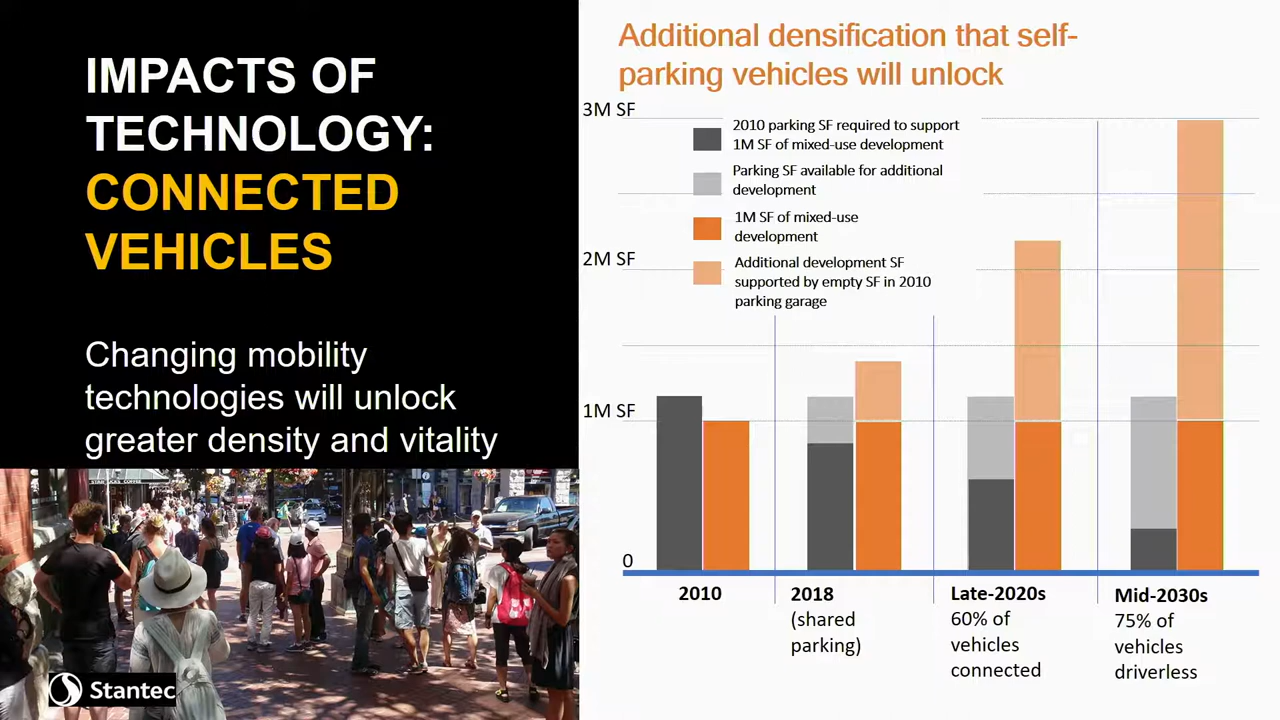 IMPACTS OF
TECHNOLOGY:
CONNECTED
VEHICLES
Changing mobility
technologies will unlock
greater density and vitality
STARBUCKS COFFEE
Stantec
Additional densification that self-
parking vehicles will unlock
3M SF
2010 parking SF required to support
1M SF of mixed-use development
Parking SF available for additional
development
1M SF of mixed-use
development
2M SF
Additional development SF
supported by empty SF in 2010
parking garage
1M SF
0
2010
2018
(shared
parking)
Late-2020s
60% of
vehicles
connected
Mid-2030s
75% of
vehicles
driverless